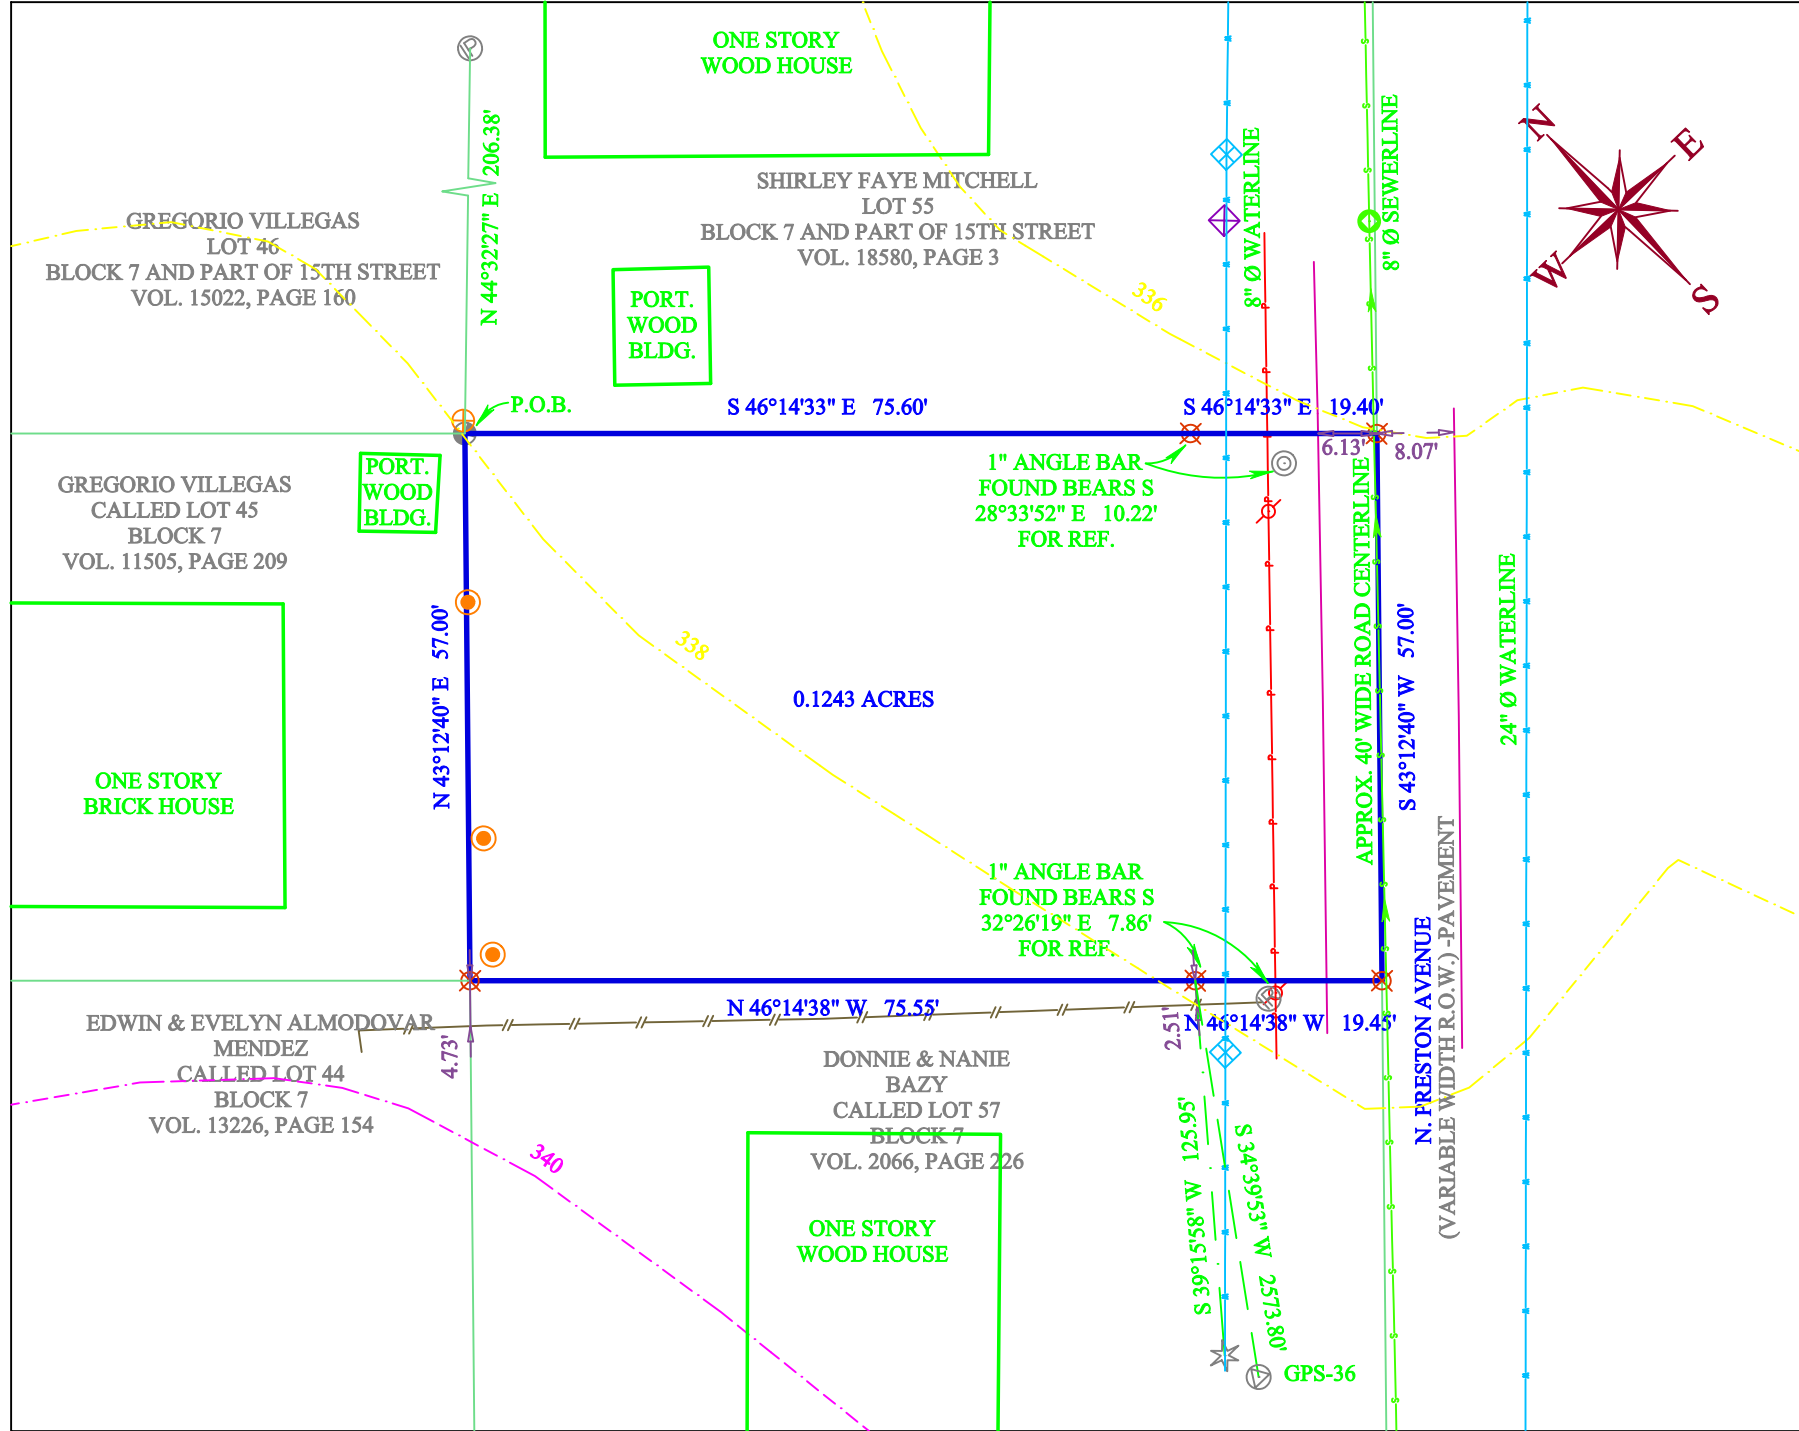 ONE STORY
WOOD HOUSE
N 44°32'27" E 206.38'
GREGORIO VILLEGAS
LOT 46
BLOCK 7 AND PART OF 15TH STREET
VOL. 15022, PAGE 160
SHIRLEY FAYE MITCHELL
LOT 55
BLOCK 7 AND PART OF 15TH STREET
VOL. 18580, PAGE 3
8" Ø WATERLINE
8" Ø SEWERLINE
N
E
W
S
336
PORT.
WOOD
BLDG.
P.O.B.
S 46°14'33" E 75.60'
S 46°14'33" E 19.40'
6.13'
8.07'
PORT.
WOOD
BLDG.
GREGORIO VILLEGAS
CALLED LOT 45
BLOCK 7
VOL. 11505, PAGE 209
1" ANGLE BAR
FOUND BEARS S
28°33'52" E 10.22'
FOR REF.
APPROX. 40' WIDE ROAD CENTERLINE
S 43°12'40" W 57.00'
24" Ø WATERLINE
N 43°12'40" E 57.00'
338
0.1243 ACRES
ONE STORY
BRICK HOUSE
1" ANGLE BAR
FOUND BEARS S
32°26'19" E 7.86'
FOR REF.
N. PRESTON AVENUE
(VARIABLE WIDTH R.O.W.) -PAVEMENT
N 46°14'38" W 75.55'
N 46°14'38" W 19.45'
2.51'
4.73'
EDWIN & EVELYN ALMODOVAR
MENDEZ
CALLED LOT 44
BLOCK 7
VOL. 13226, PAGE 154
DONNIE & NANIE
BAZY
CALLED LOT 57
BLOCK 7
VOL. 2066, PAGE 226
340
S 39°15'58" W 125.95'
S 34°39'53" W 2573.80'
ONE STORY
WOOD HOUSE
GPS-36